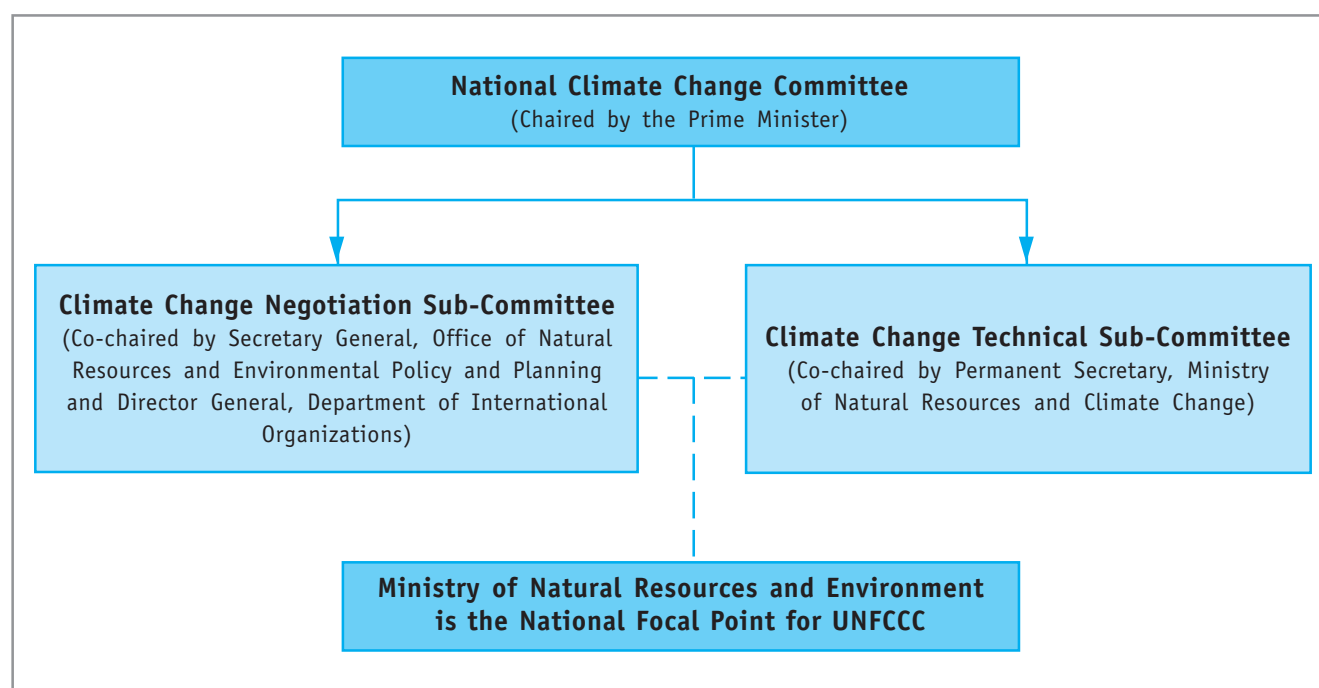 National Climate Change Committee
(Chaired by the Prime Minister)
Climate Change Negotiation Sub-Committee
(Co-chaired by Secretary General, Office of Natural
Resources and Environmental Policy and Planning
and Director General, Department of International
Organizations)
Climate Change Technical Sub-Committee
(Co-chaired by Permanent Secretary, Ministry
of Natural Resources and Climate Change)
Ministry of Natural Resources and Environment
is the National Focal Point for UNFCCC